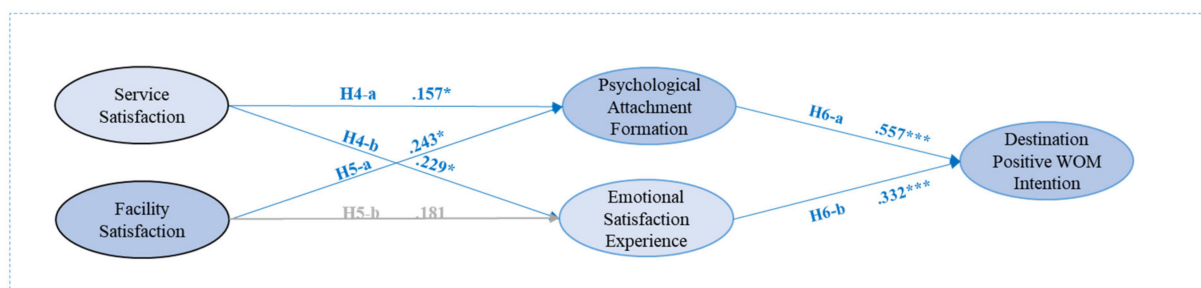 Service
Satisfaction
H4-a .157*
Psychological
Attachment
Formation
H4-b .229*
H5-a .243*
H6-a .557***
Destination
Positive WOM
Intention
Facility
Satisfaction
H5-b .181
Emotional
Satisfaction
Experience
H6-b .332***